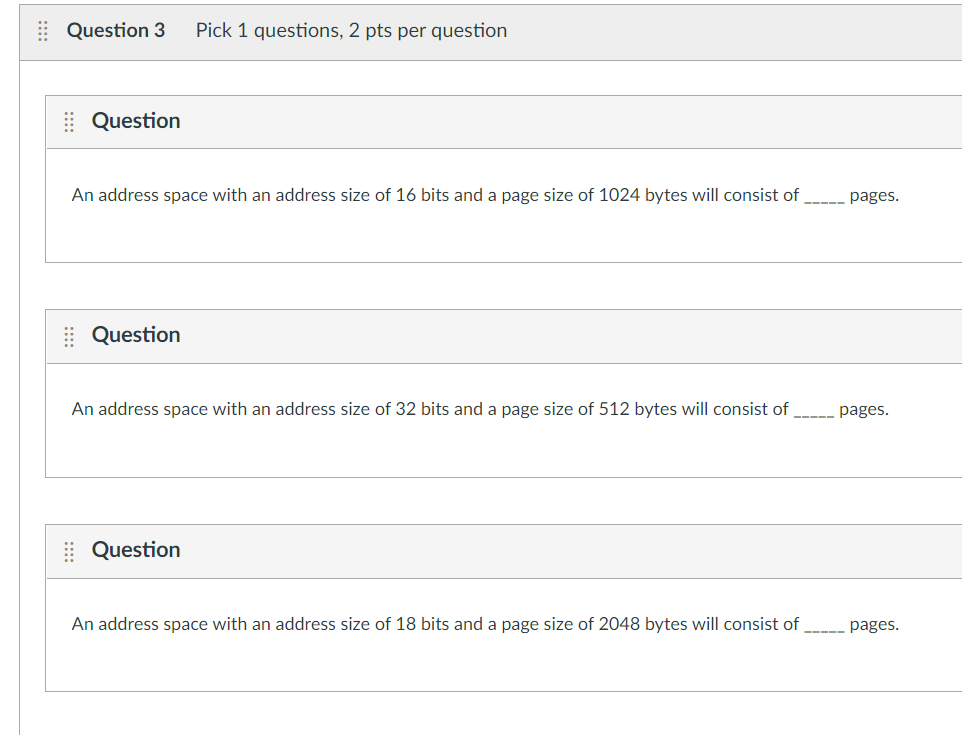 Question 3 Pick 1 questions, 2 pts per question
Question
An address space with an address size of 16 bits and a page size of 1024 bytes will consist of _____ pages.
Question
An address space with an address size of 32 bits and a page size of 512 bytes will consist of _____ pages.
Question
An address space with an address size of 18 bits and a page size of 2048 bytes will consist of _____ pages.